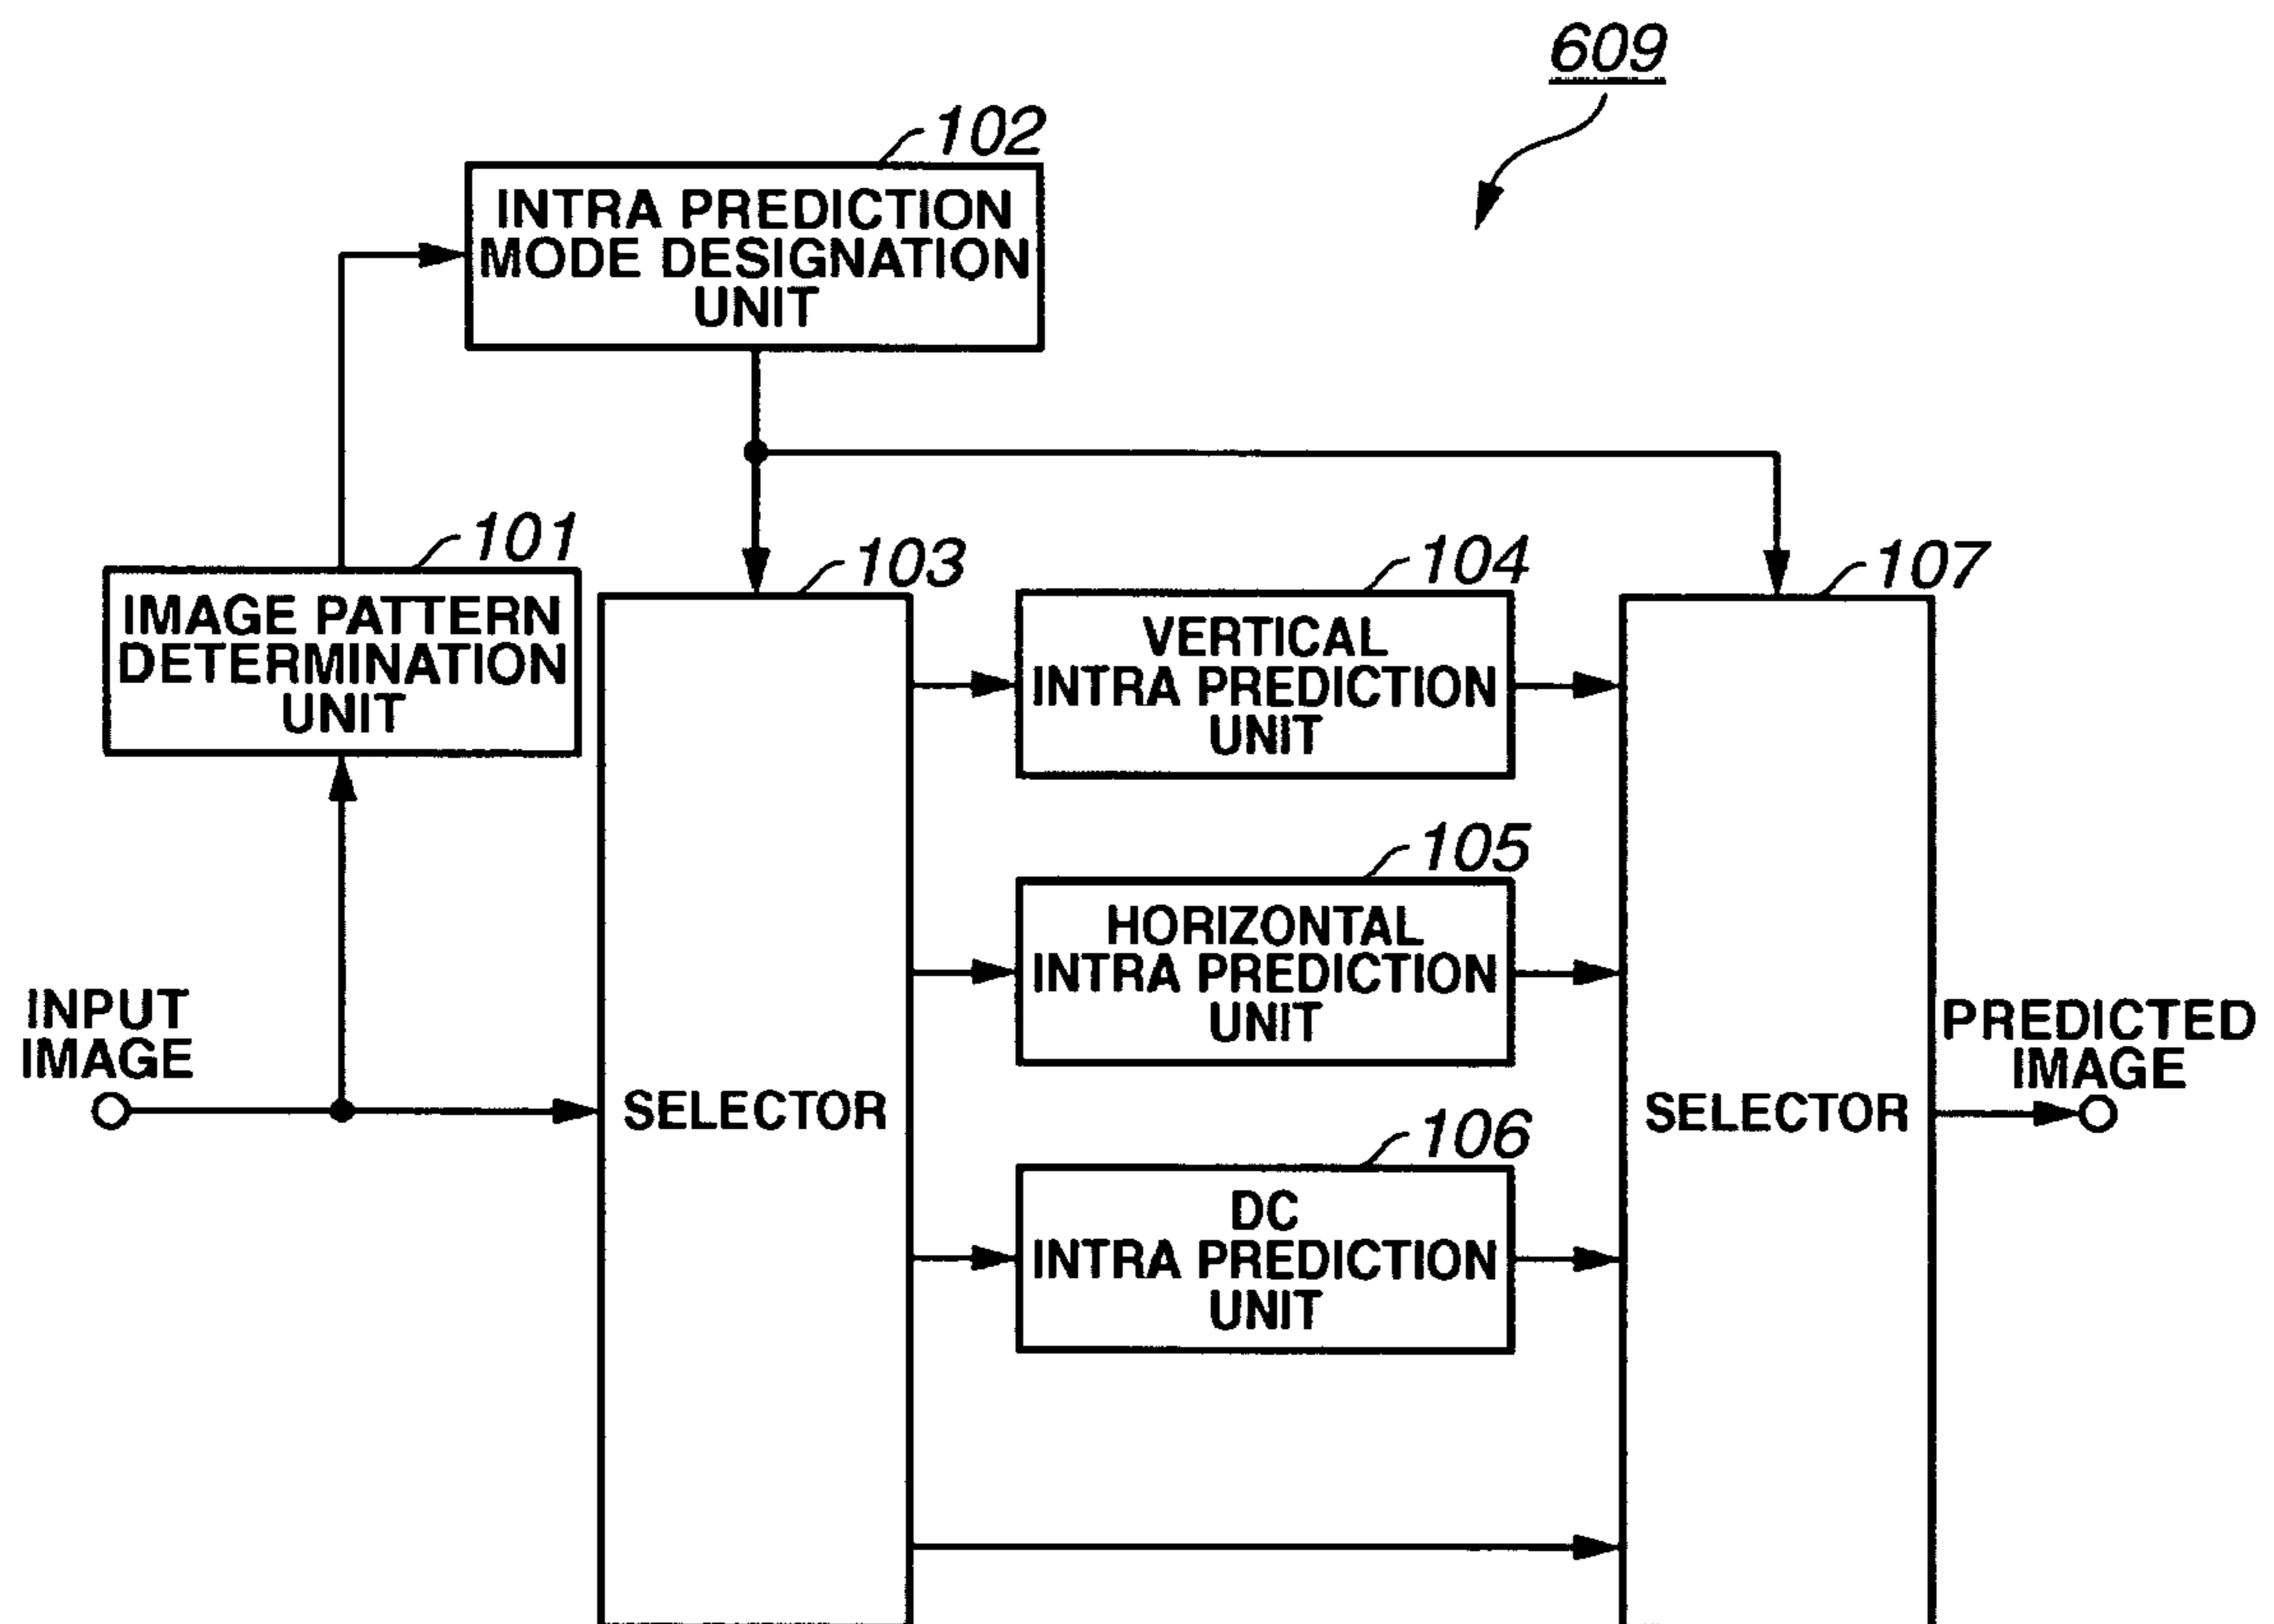 609
102
INTRA PREDICTION
MODE DESIGNATION
UNIT
101
IMAGE PATTERN
DETERMINATION
UNIT
103
SELECTOR
104
VERTICAL
INTRA PREDICTION
UNIT
105
HORIZONTAL
INTRA PREDICTION
UNIT
106
DC
INTRA PREDICTION
UNIT
107
SELECTOR
INPUT
IMAGE
PREDICTED
IMAGE